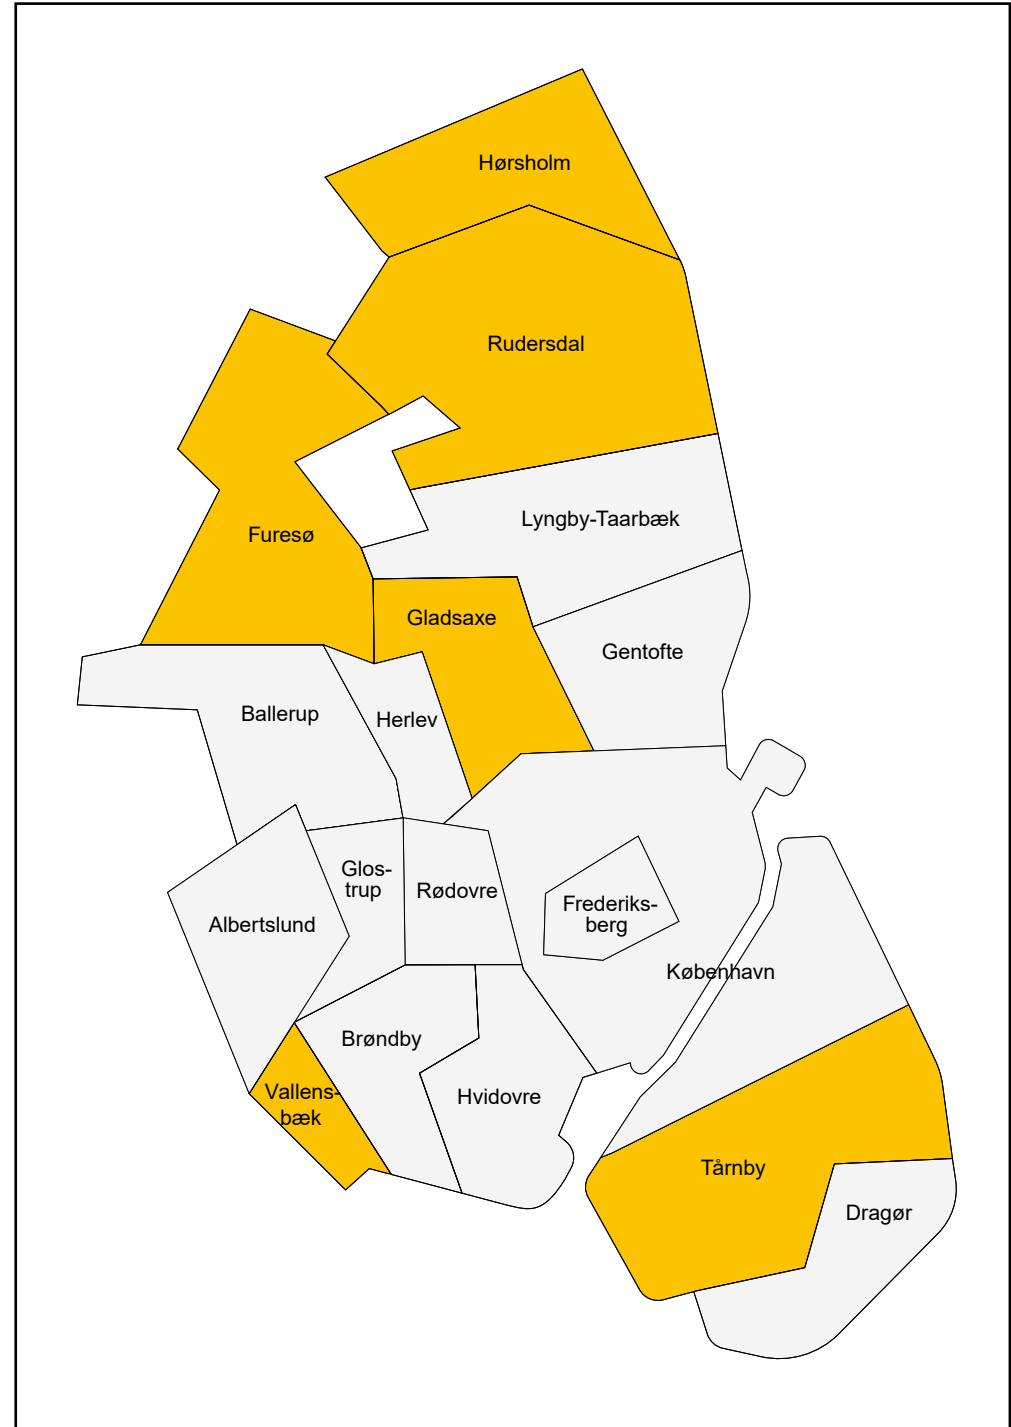 Hørsholm
Rudersdal
Lyngby-Taarbæk
Furesø
Gladsaxe
Gentofte
Ballerup
Herlev
Glos-
trup
Rødovre
Frederiks-
berg
Albertslund
København
Brøndby
Vallens-
bæk
Hvidovre
Tårnby
Dragør